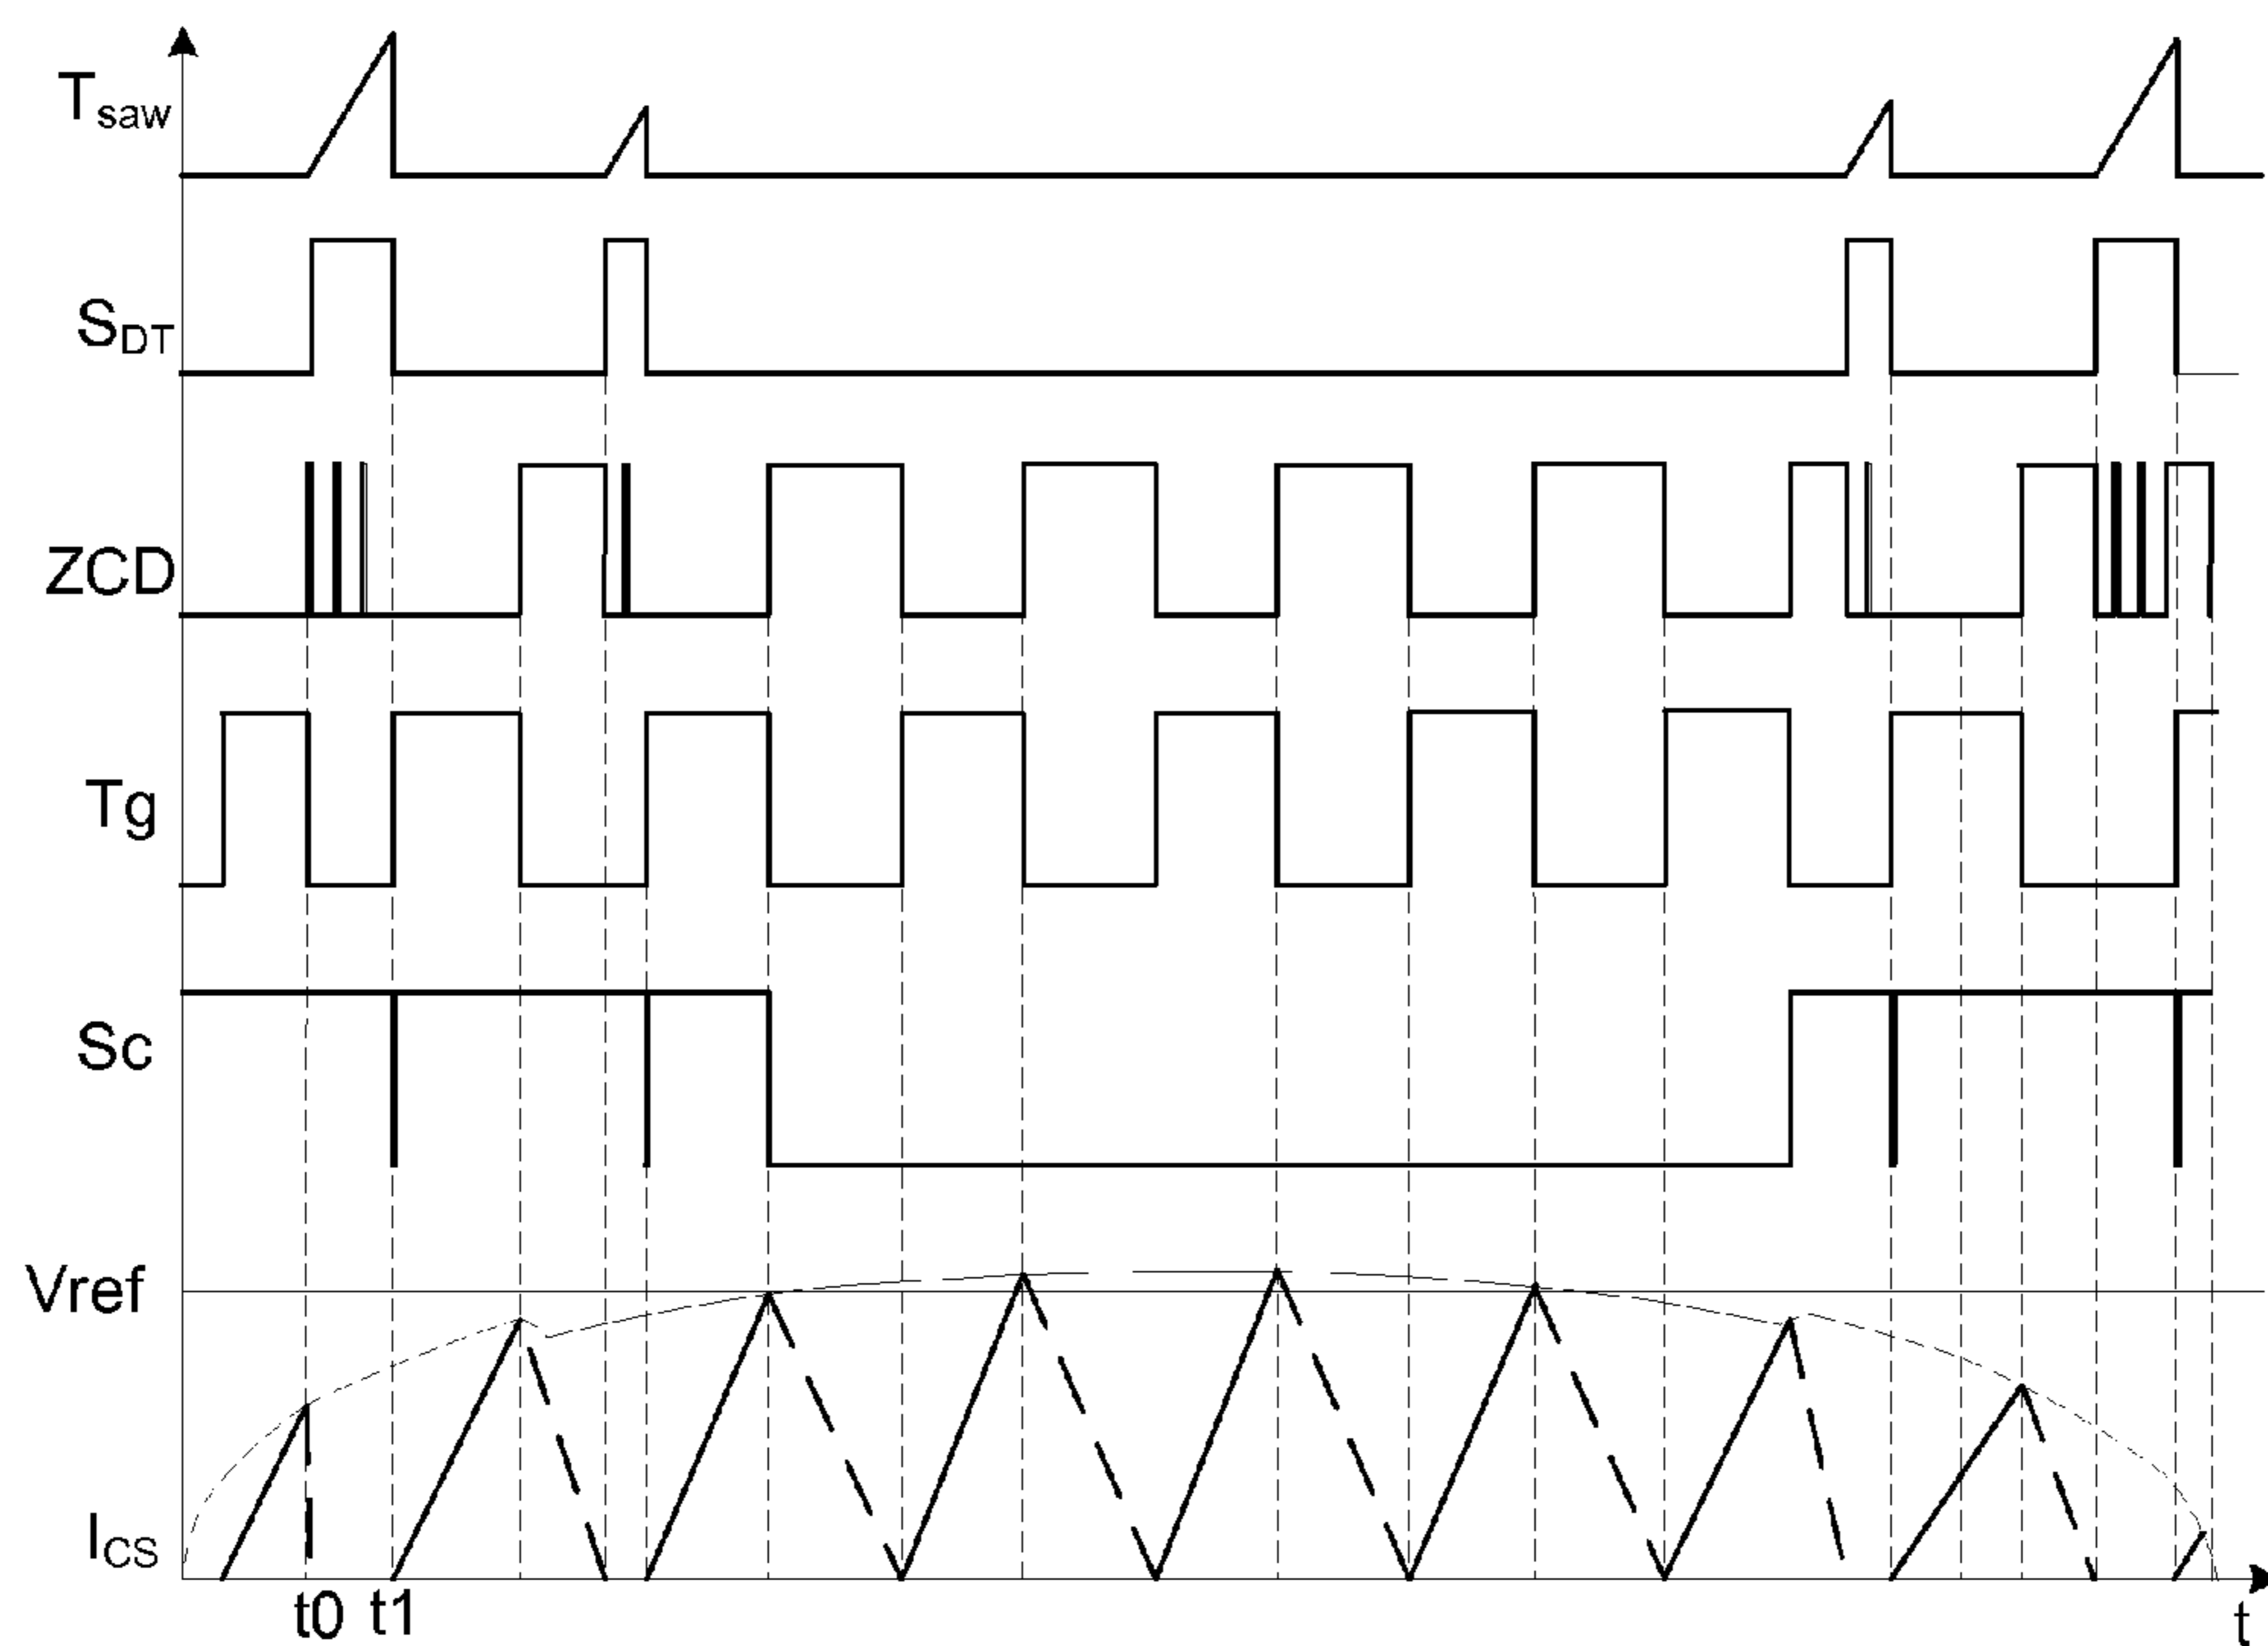 Tsaw
SDT
ZCD
Tg
Sc
Vref
ICS
t0 t1
t